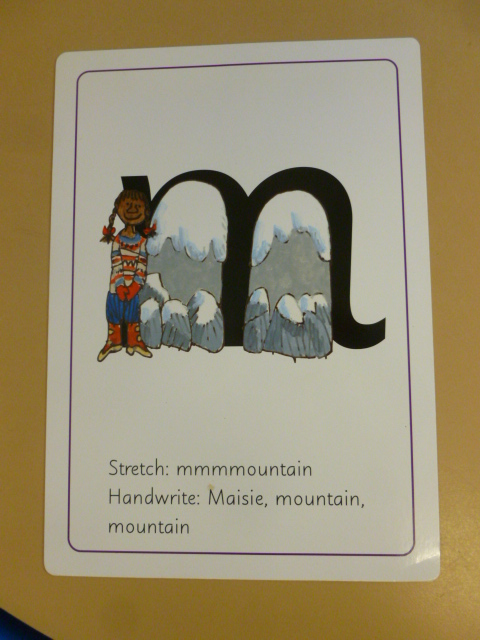 m
Stretch: mmmmountain
Handwrite: Maisie, mountain,
mountain